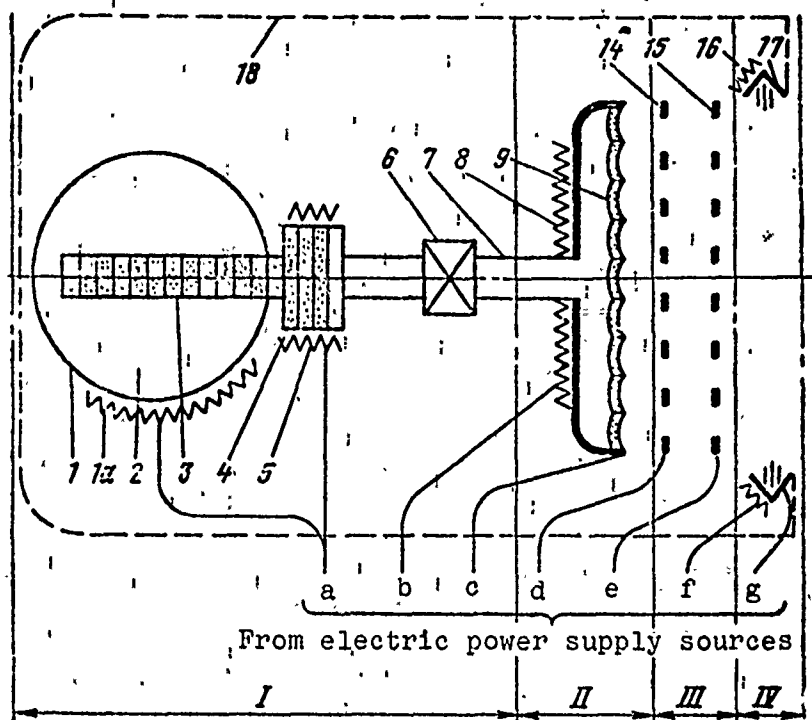 14 15 16 17
18
6 7 8 9
1 1a 2 3 4 5
a b c d e f g
From electric power supply sources
I II III IV